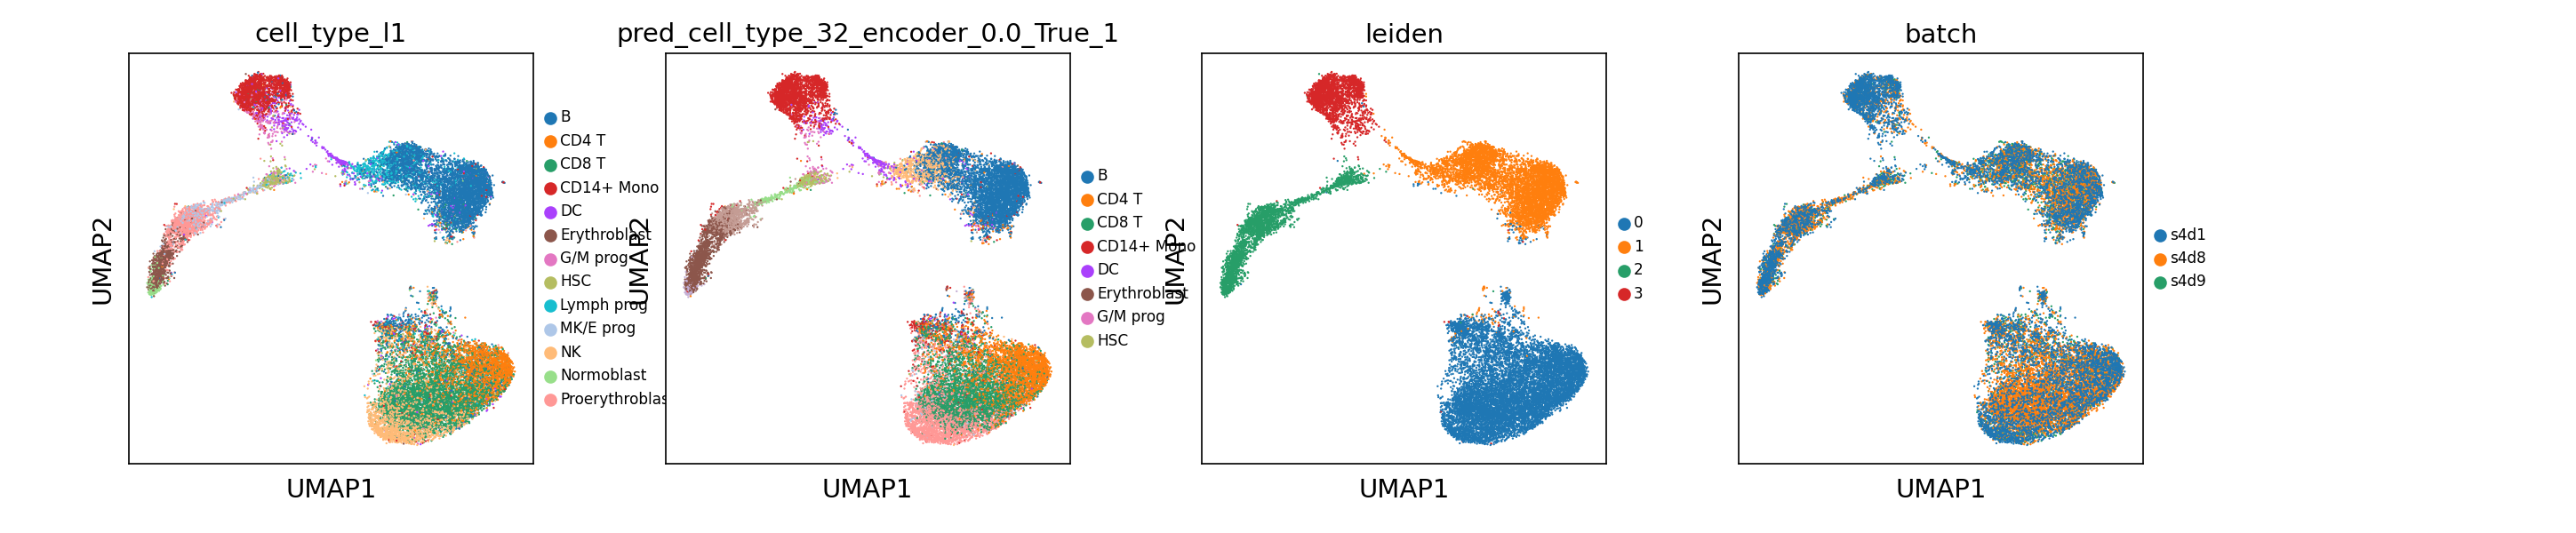 cell_type_l1
B
CD4 T
CD8 T
CD14+ Mono
DC
Erythroblast
G/M prog
HSC
Lymph prog
MK/E prog
NK
Normoblast
Proerythroblas
UMAP2
UMAP1
pred_cell_type_32_encoder_0.0_True_1
B
CD4 T
CD8 T
CD14+ Mono
DC
Erythroblast
G/M prog
HSC
UMAP2
UMAP1
leiden
0
1
2
3
UMAP2
UMAP1
batch
s4d1
s4d8
s4d9
UMAP2
UMAP1